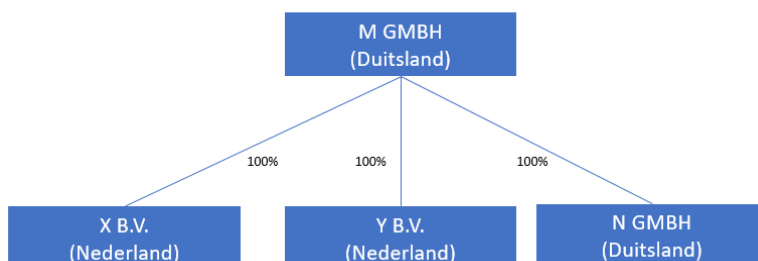 M GMBH
(Duitsland)
100%
100%
100%
X B.V.
(Nederland)
Y B.V.
(Nederland)
N GMBH
(Duitsland)